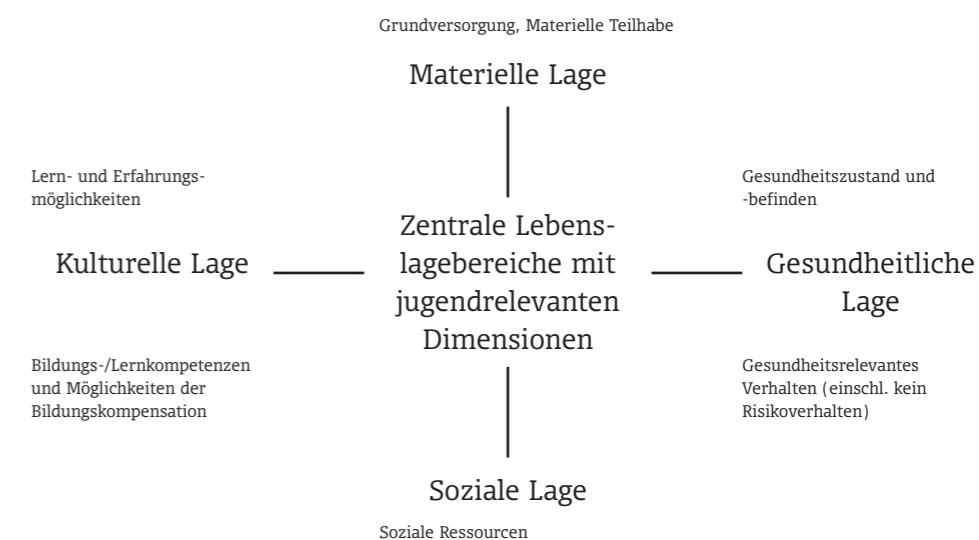 Grundversorgung, Materielle Teilhabe
Materielle Lage
Lern- und Erfahrungs-
möglichkeiten
Kulturelle Lage
Bildungs-/Lernkompetenzen
und Möglichkeiten der
Bildungskompensation
Zentrale Lebens-
lagebereiche mit
jugendrelevanten
Dimensionen
Gesundheitszustand und
-befinden
Gesundheitliche
Lage
Gesundheitsrelevantes
Verhalten (einschl. kein
Risikoverhalten)
Soziale Lage
Soziale Ressourcen